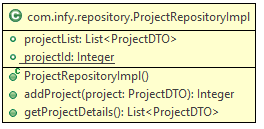 C com.infy.repository.ProjectRepositoryImpl
projectList: List<ProjectDTO>
projectId: Integer
C ProjectRepositoryImpl()
addProject(project: ProjectDTO): Integer
getProjectDetails(): List<ProjectDTO>